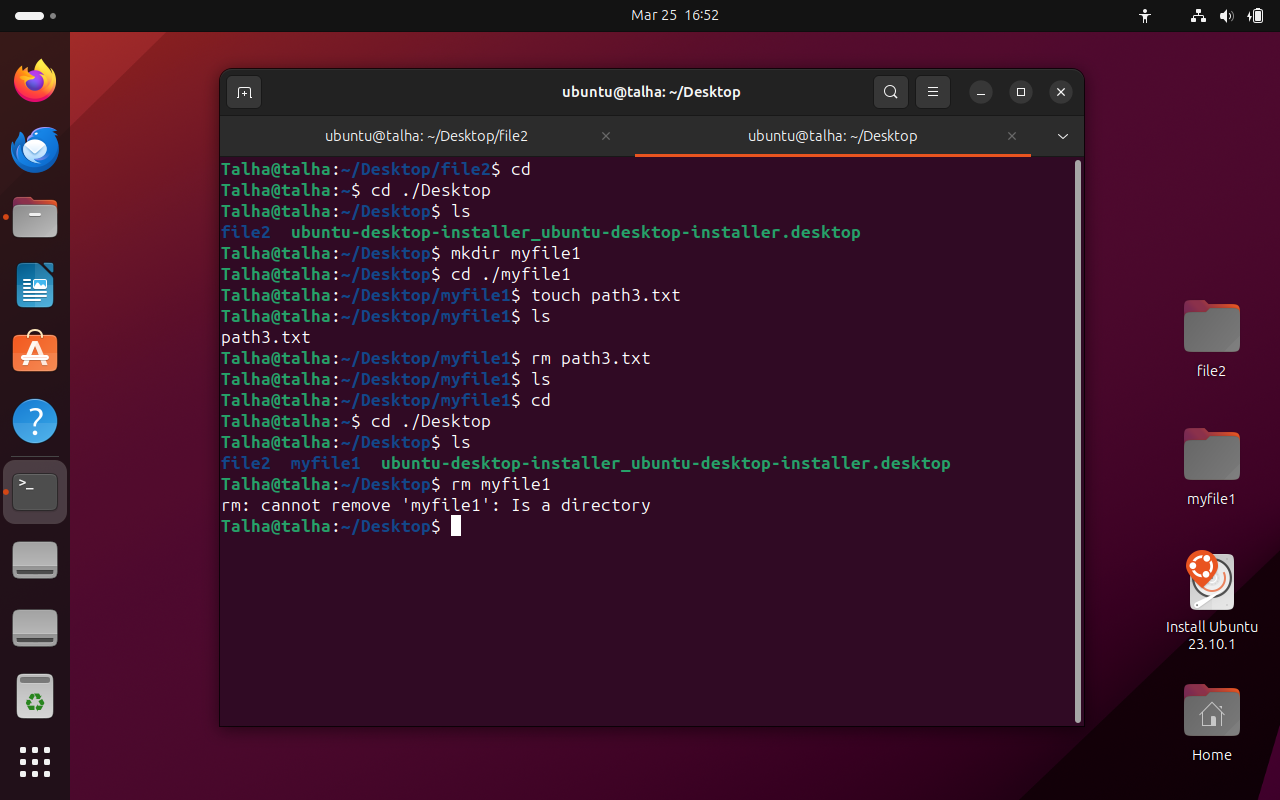 Mar 25 16:52
ubuntu@talha: ~/Desktop
ubuntu@talha: ~/Desktop/file2
ubuntu@talha: ~/Desktop
Talha@talha:~/Desktop/file2$ cd
Talha@talha:~$ cd ./Desktop
Talha@talha:~/Desktop$ ls
file2  ubuntu-desktop-installer_ubuntu-desktop-installer.desktop
Talha@talha:~/Desktop$ mkdir myfile1
Talha@talha:~/Desktop$ cd ./myfile1
Talha@talha:~/Desktop/myfile1$ touch path3.txt
Talha@talha:~/Desktop/myfile1$ ls
path3.txt
Talha@talha:~/Desktop/myfile1$ rm path3.txt
Talha@talha:~/Desktop/myfile1$ ls
Talha@talha:~/Desktop/myfile1$ cd
Talha@talha:~$ cd ./Desktop
Talha@talha:~/Desktop$ ls
file2  myfile1  ubuntu-desktop-installer_ubuntu-desktop-installer.desktop
Talha@talha:~/Desktop$ rm myfile1
rm: cannot remove 'myfile1': Is a directory
Talha@talha:~/Desktop$
file2
myfile1
Install Ubuntu
23.10.1
Home